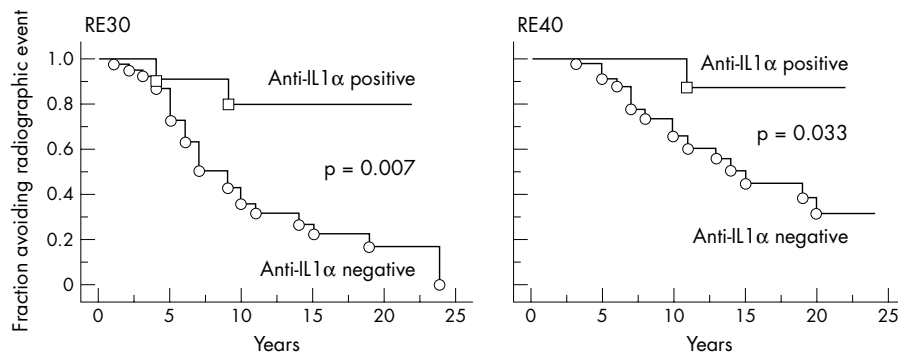 RE30
Fraction avoiding radiographic event
1.0
0.8
0.6
0.4
0.2
0
Anti-IL1α positive
p = 0.007
Anti-IL1α negative
0 5 10 15 20 25
Years
RE40
Anti-IL1α positive
p = 0.033
Anti-IL1α negative
0 5 10 15 20 25
Years